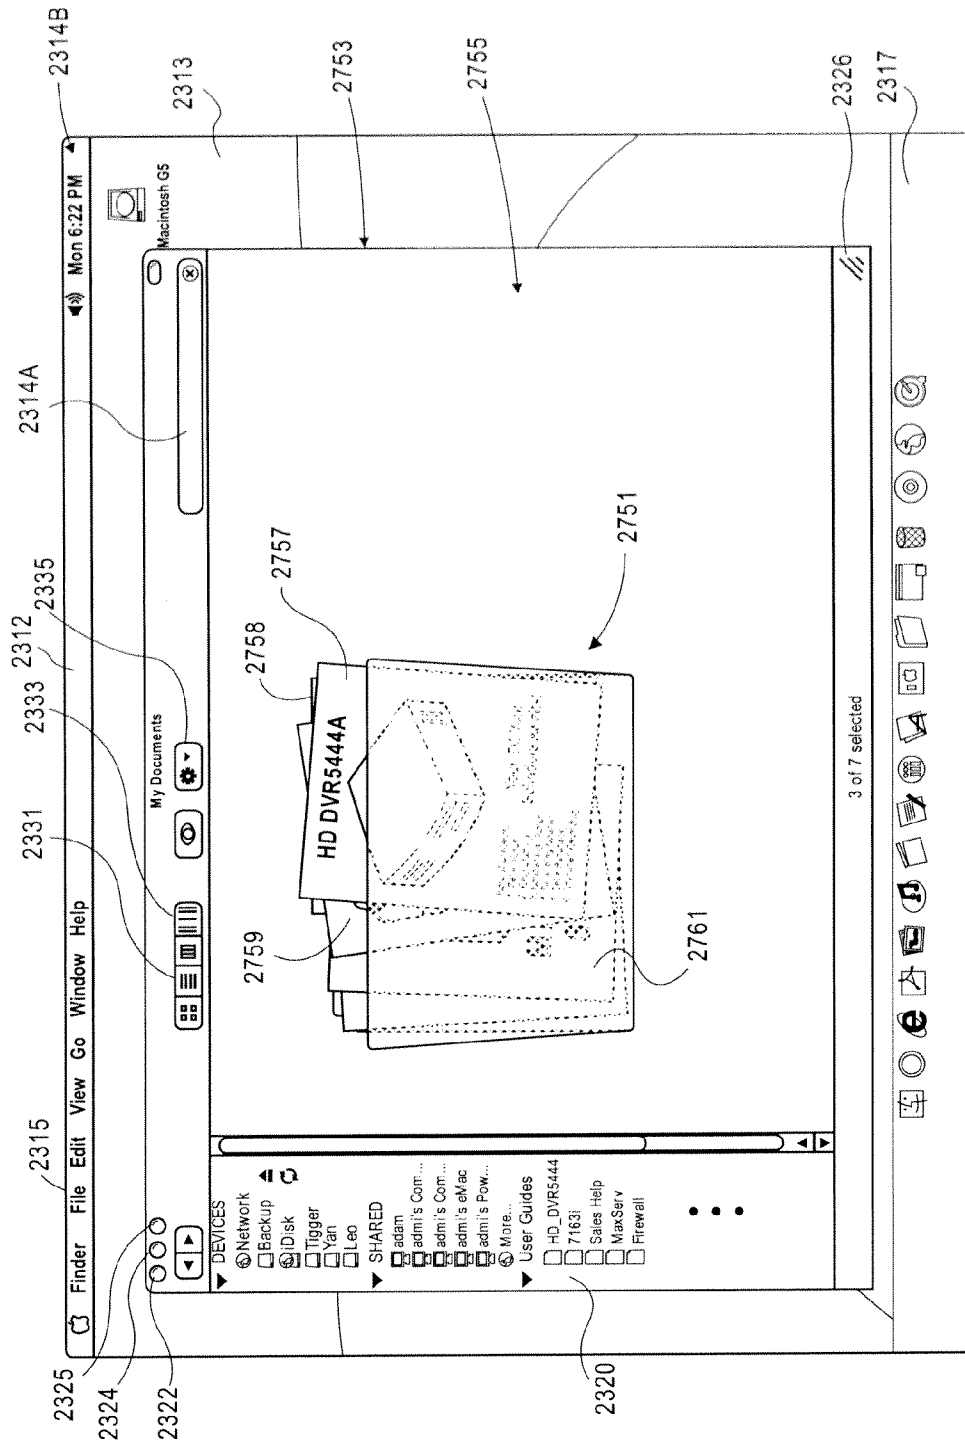 2314B
2315
Finder File Edit View Go Window Help
Mon 6:22 PM
2312
2313
Macintosh G5
2325
2324
2322
2331
2333
2335
2314A
My Documents
2753
2755
DEVICES
Network
Backup
iDisk
Tigger
Yan
Leo
SHARED
adam
admi's Com...
admi's Com...
admi's eMac
admi's Pow...
More...
User Guides
HD_DVR5444
7163i
Sales Help
MaxServ
Firewall
2320
2759
2758
2757
HD DVR5444A
2751
2761
3 of 7 selected
2326
2317